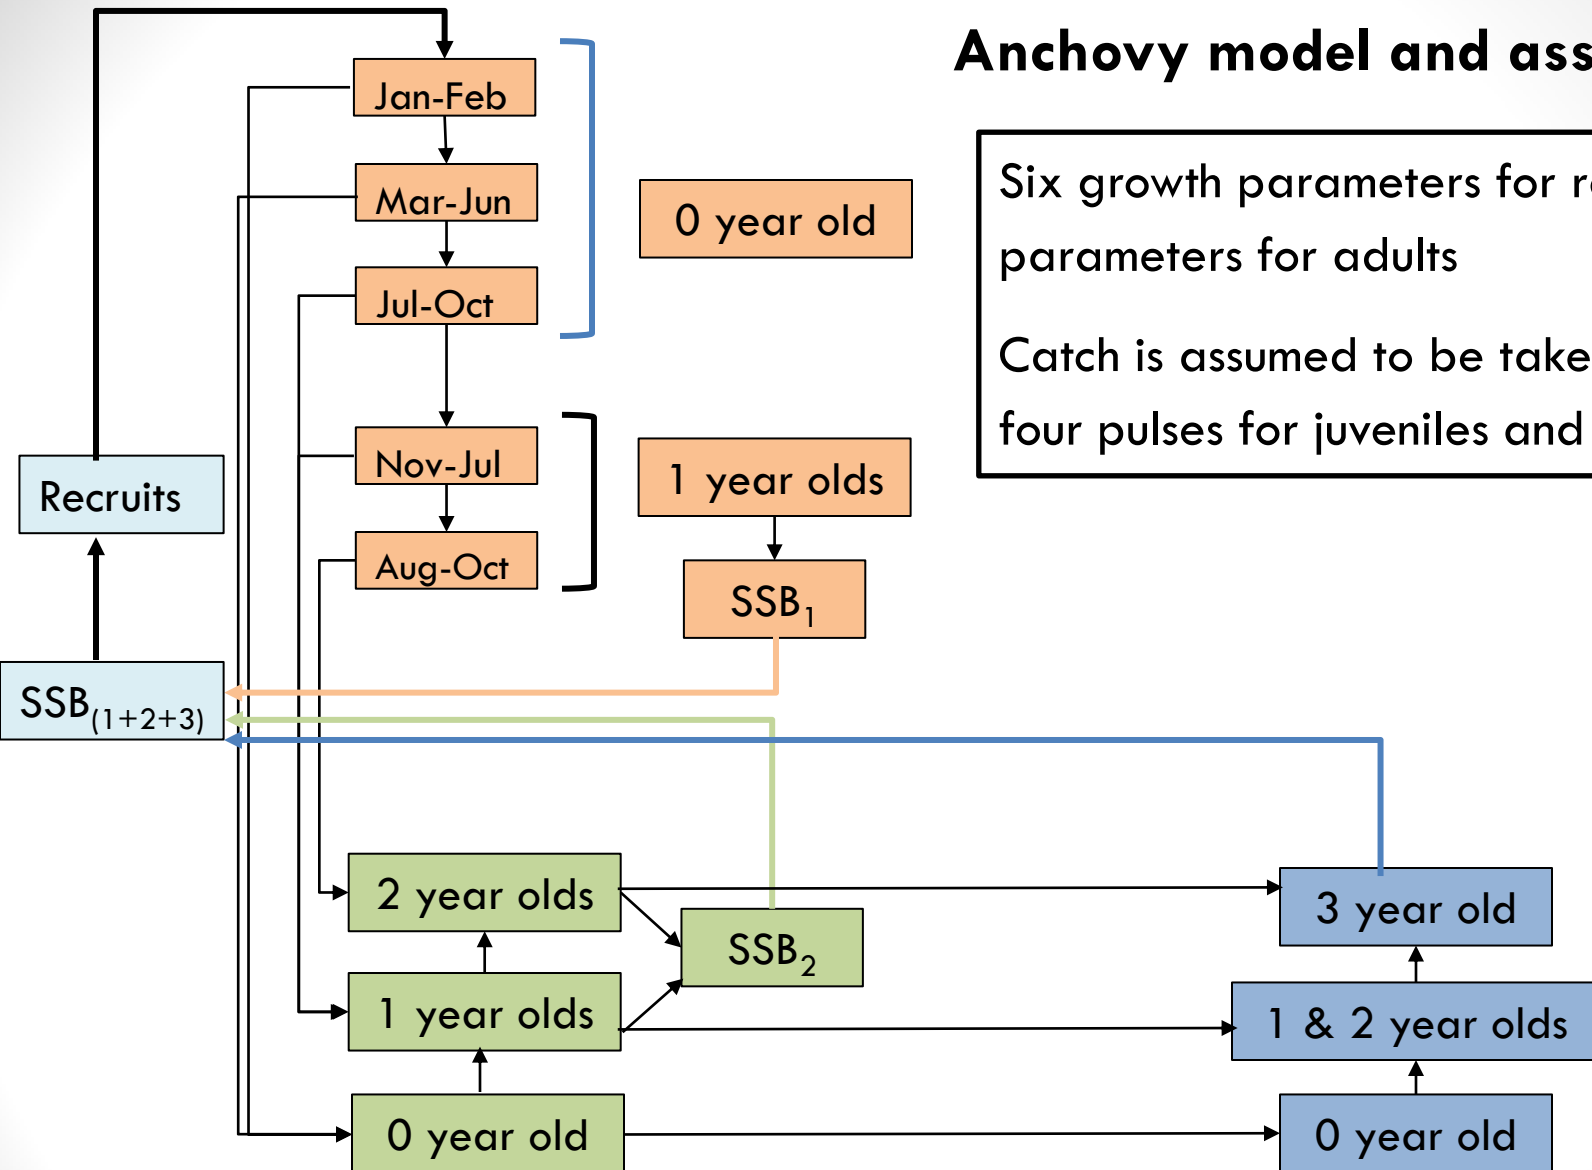 Anchovy model and ass
Jan-Feb
Mar-Jun
Jul-Oct
0 year old
Six growth parameters for r
parameters for adults
Catch is assumed to be take
four pulses for juveniles and
Nov-Jul
Aug-Oct
1 year olds
SSB1
Recruits
SSB(1+2+3)
2 year olds
SSB2
3 year old
1 year olds
1 & 2 year olds
0 year old
0 year old